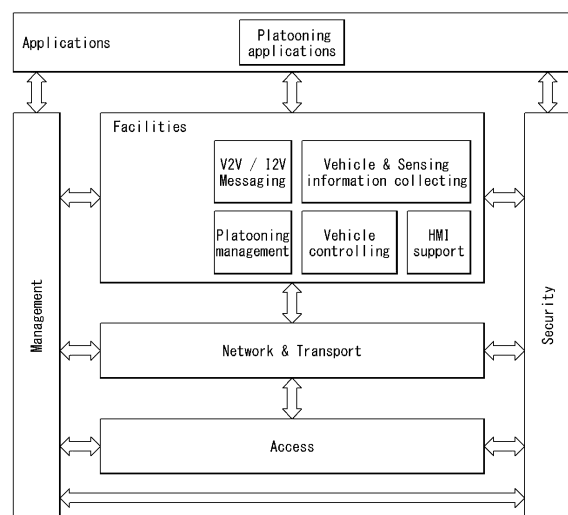 Applications
Platooning
applications
Facilities
V2V / I2V
Messaging
Vehicle & Sensing
information collecting
Platooning
management
Vehicle
controlling
HMI
support
Management
Security
Network & Transport
Access